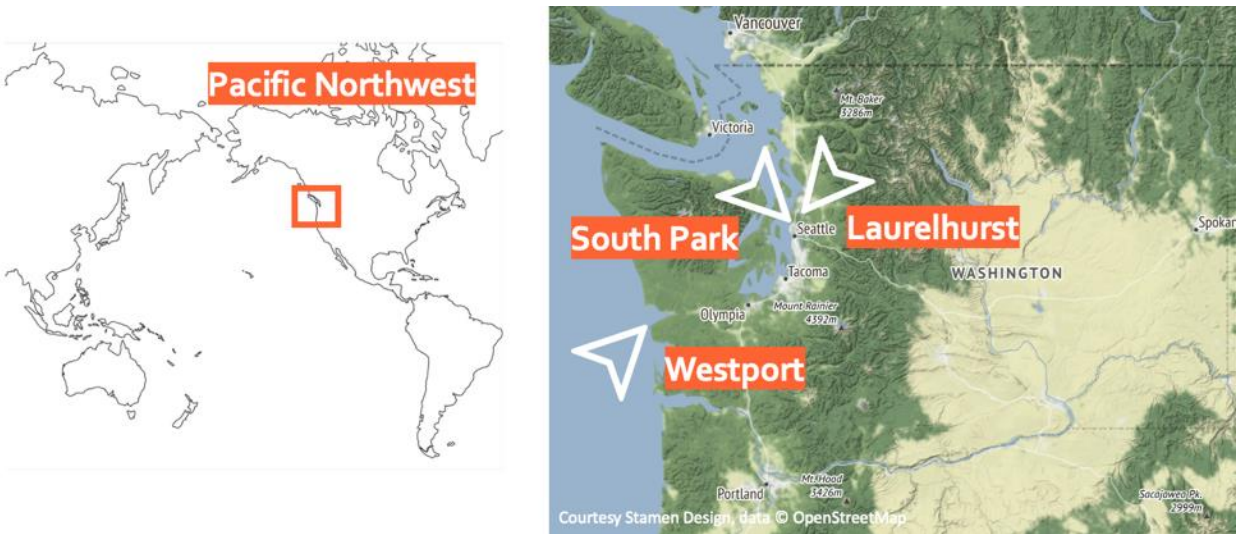 Pacific Northwest
Vancouver
Mt. Baker
3286m
Victoria
South Park
Laurelhurst
Seattle
Spokan
WASHINGTON
Tacoma
Mount Rainier
4392m
Olympia
Westport
Mt. Hood
3426m
Portland
Sacajawea Pk.
2999m
Courtesy Stamen Design, data © OpenStreetMap